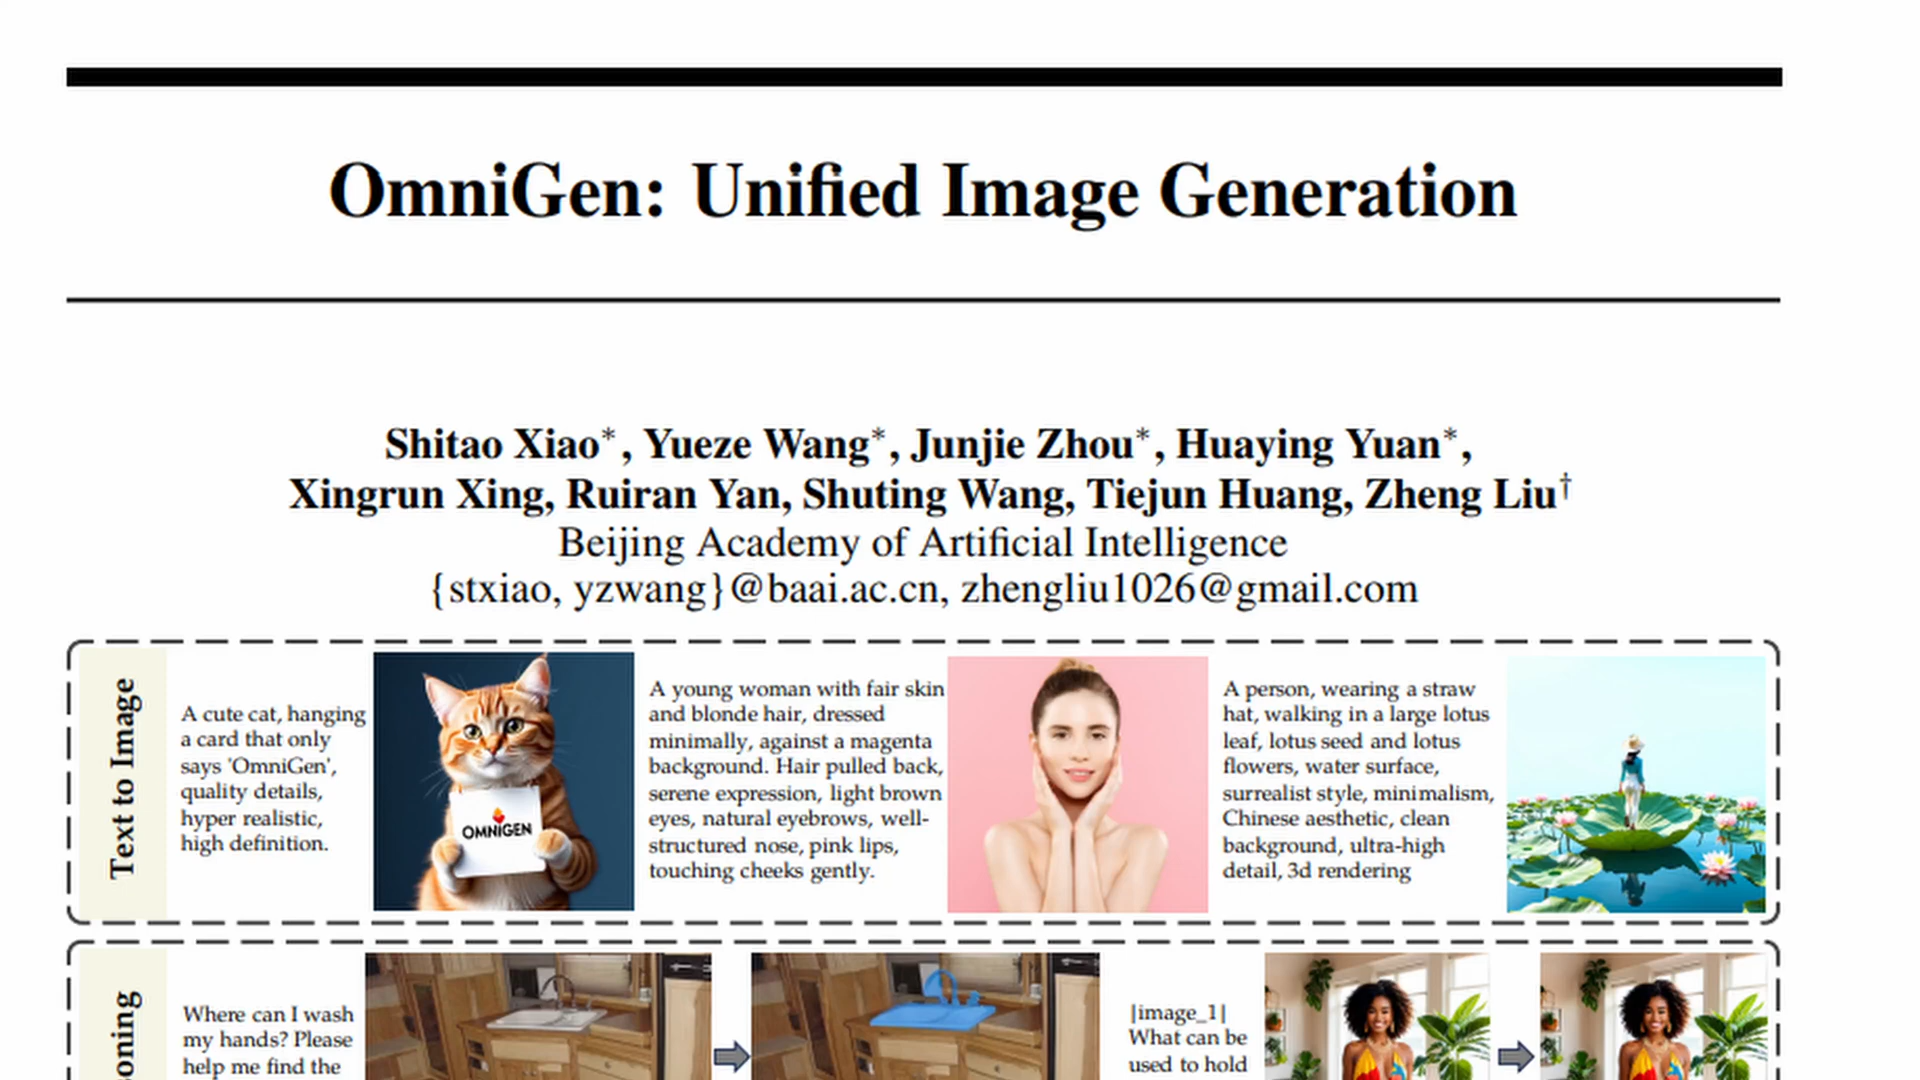 OmniGen: Unified Image Generation
Shitao Xiao*, Yueze Wang*, Junjie Zhou*, Huaying Yuan*,
Xingrun Xing, Ruiran Yan, Shuting Wang, Tiejun Huang, Zheng Liu†
Beijing Academy of Artificial Intelligence
{stxiao, yzwang}@baai.ac.cn, zhengliu1026@gmail.com
Text to Image
A cute cat, hanging
a card that only
says 'OmniGen',
quality details,
hyper realistic,
high definition.
OMNIGEN
A young woman with fair skin
and blonde hair, dressed
minimally, against a magenta
background. Hair pulled back,
serene expression, light brown
eyes, natural eyebrows, well-
structured nose, pink lips,
touching cheeks gently.
A person, wearing a straw
hat, walking in a large lotus
leaf, lotus seed and lotus
flowers, water surface,
surrealist style, minimalism,
Chinese aesthetic, clean
background, ultra-high
detail, 3d rendering
oning
Where can I wash
my hands? Please
help me find the
|image_1|
What can be
used to hold